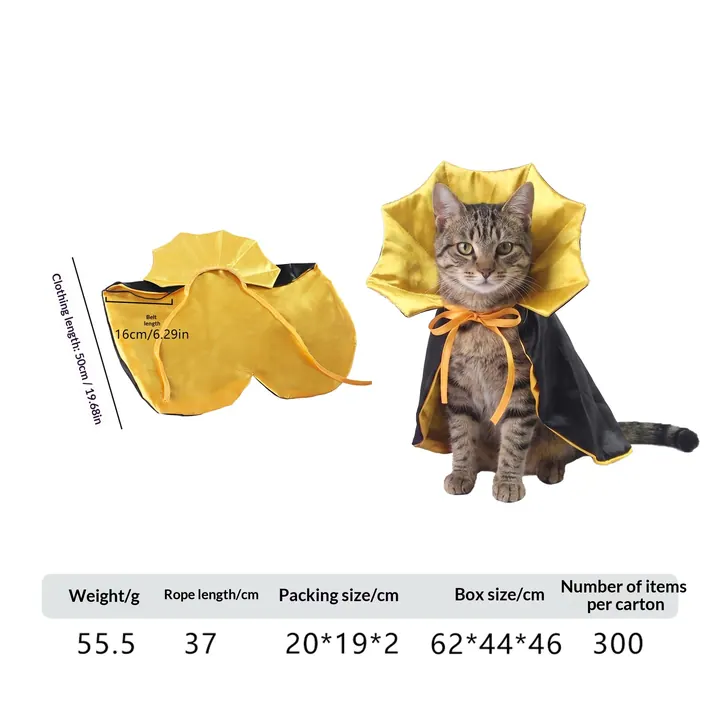 Clothing length: 50cm / 19.68in
Belt
length
16cm/6.29in
Weight/g
Rope length/cm
Packing size/cm
Box size/cm
Number of items
per carton
55.5
37
20*19*2
62*44*46
300